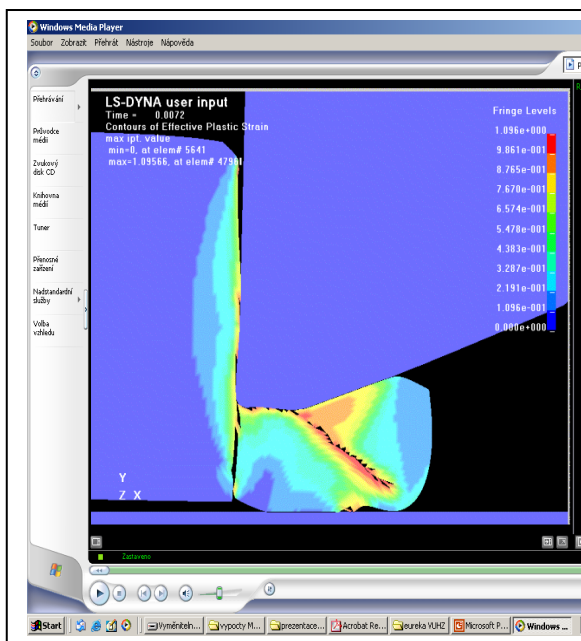 Windows Media Player
Soubor Zobrazit Přehrát Nástroje Nápověda
Přehrávání
Průvodce
médii
Zvukový
disk CD
Knihovna
médií
Tuner
Přenosné
zařízení
Nadstandardní
služby
Volba
vzhledu
LS-DYNA user input
Time = 0.0072
Contours of Effective Plastic Strain
max ipt. value
min=0, at elem# 5641
max=1.09566, at elem#
Fringe Levels
1.096e+000
9.861e-001
8.765e-001
7.670e-001
6.574e-001
5.478e-001
4.383e-001
3.287e-001
2.191e-001
1.096e-001
0.000e+000
Y
Z X
Zastaveno
Start
Vyměniteln...
vypocty M...
prezentace...
Acrobat Re...
eureka VUHZ
Microsoft P...
Windows ...